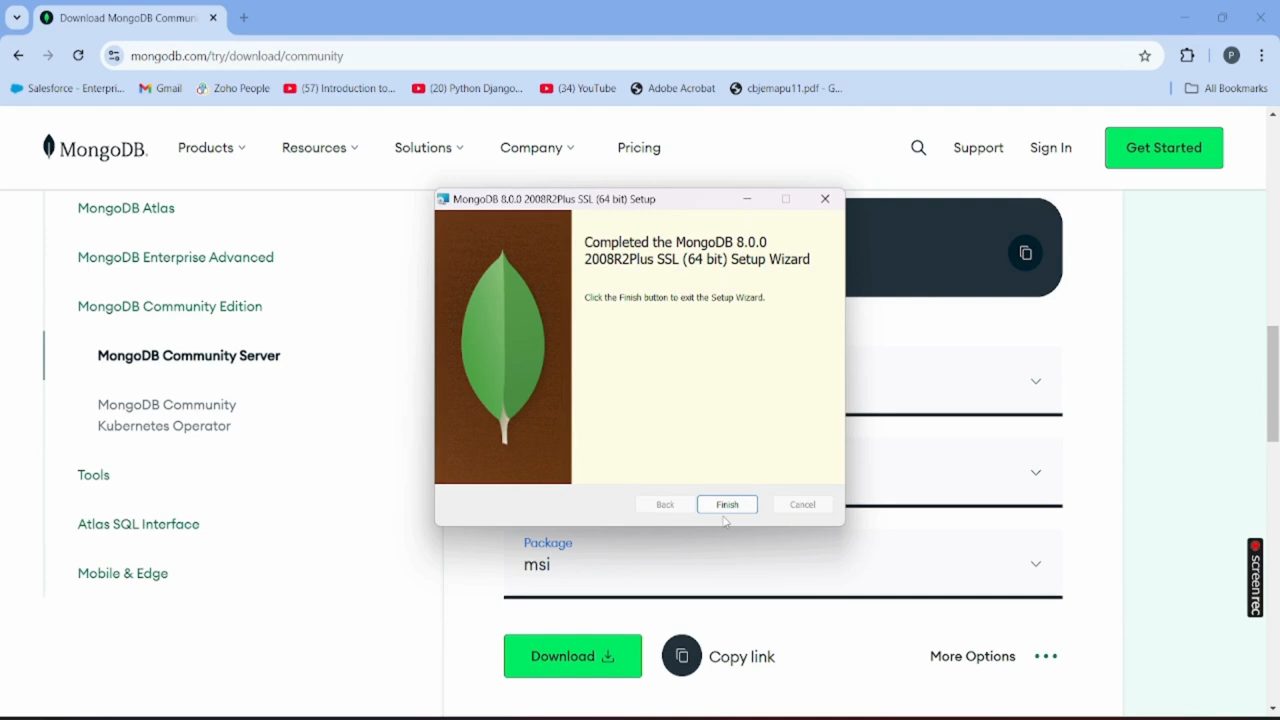 Download MongoDB Communi
mongodb.com/try/download/community
P
Salesforce - Enterpri...
Gmail
Zoho People
(57) Introduction to...
(20) Python Django...
(34) YouTube
Adobe Acrobat
cbjemapu11.pdf - G...
All Bookmarks
MongoDB.
Products
Resources
Solutions
Company
Pricing
Support
Sign In
Get Started
MongoDB Atlas
MongoDB Enterprise Advanced
MongoDB Community Edition
MongoDB Community Server
MongoDB Community
Kubernetes Operator
Tools
Atlas SQL Interface
Mobile & Edge
MongoDB 8.0.0 2008R2Plus SSL (64 bit) Setup
Completed the MongoDB 8.0.0
2008R2Plus SSL (64 bit) Setup Wizard
Click the Finish button to exit the Setup Wizard.
Back
Finish
Cancel
Package
msi
Download
Copy link
More Options
screenrec